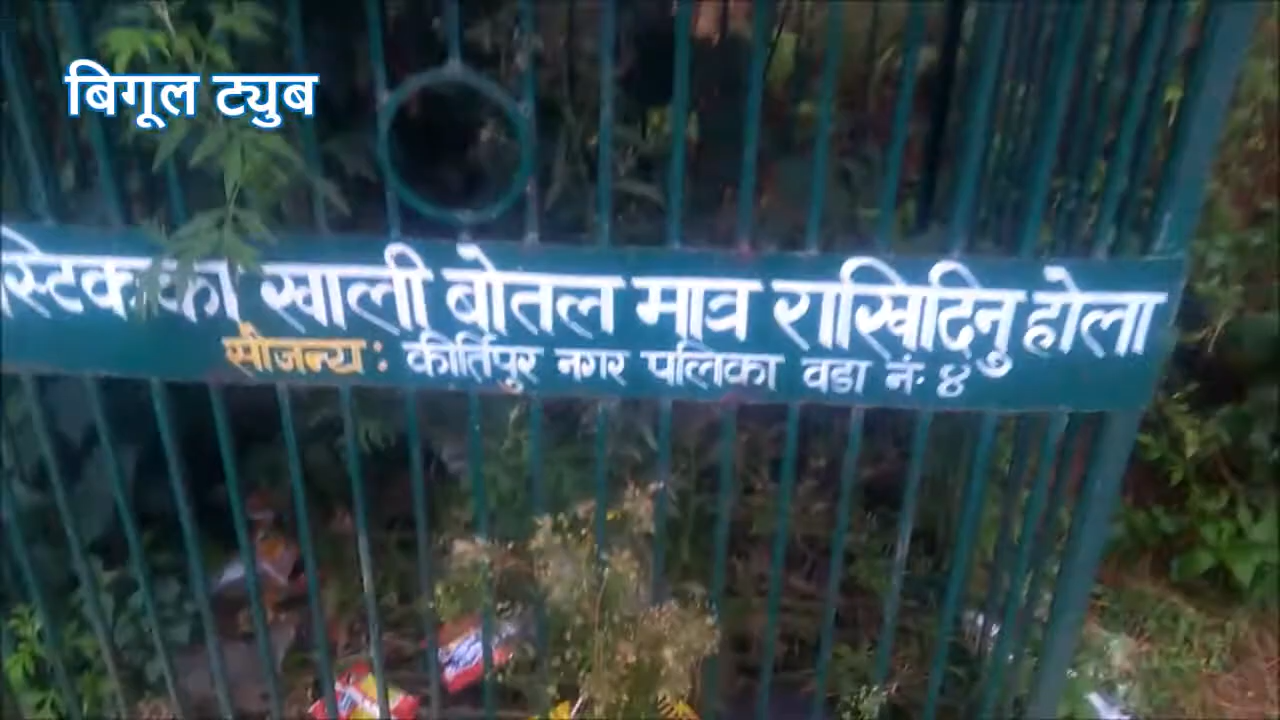 बिगूल ट्युब
स्टिकका खाली बोतल मात्र राखिदिनु होला
सौजन्य: कीर्तिपुर नगर पलिका वडा नं. ४